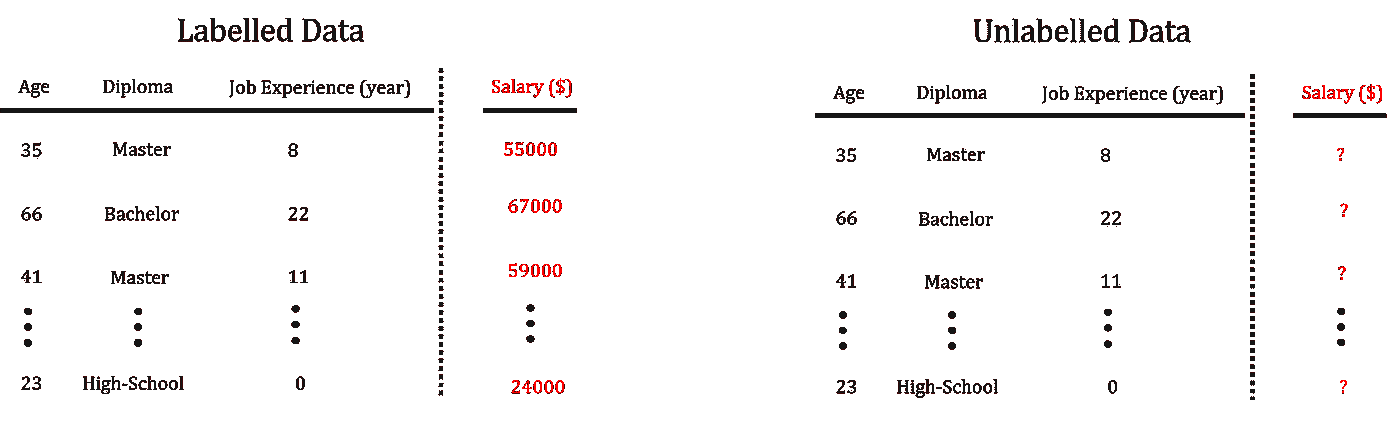 Labelled Data
Age Diploma Job Experience (year) Salary ($)
35 Master 8 55000
66 Bachelor 22 67000
41 Master 11 59000
23 High-School 0 24000
Unlabelled Data
Age Diploma Job Experience (year) Salary ($)
35 Master 8 ?
66 Bachelor 22 ?
41 Master 11 ?
23 High-School 0 ?